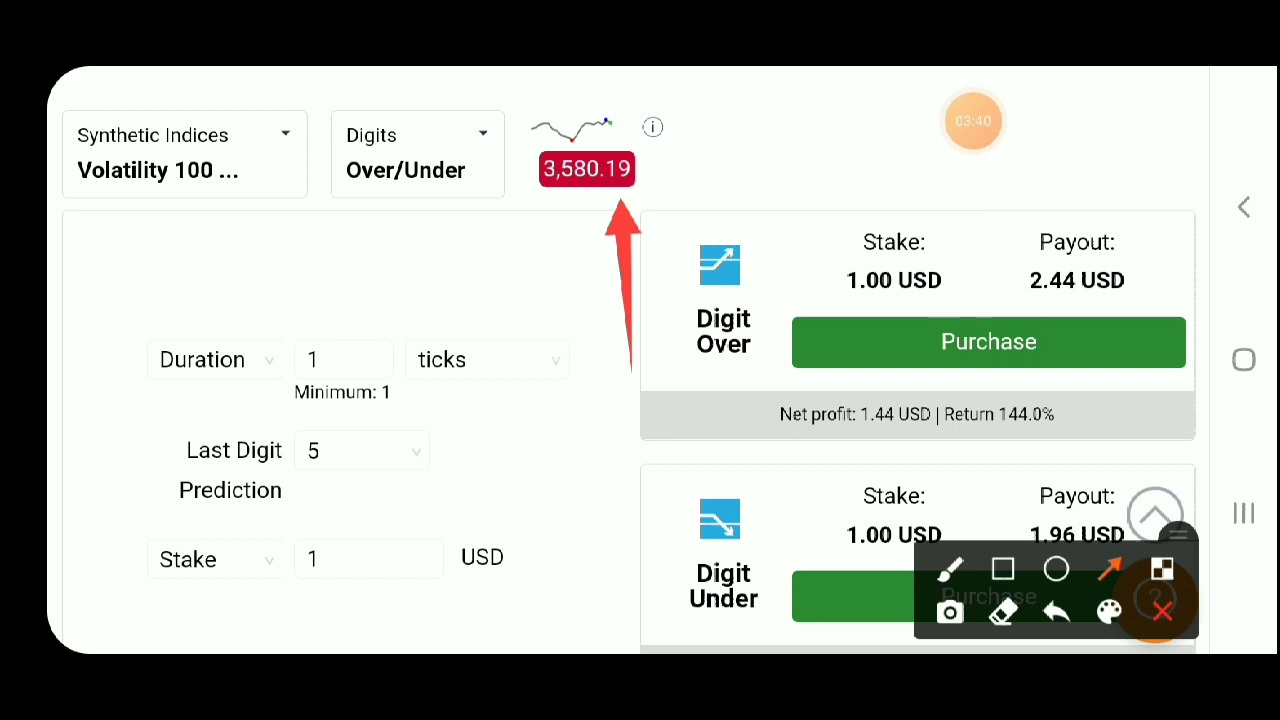 Synthetic Indices
Volatility 100 ...
Digits
Over/Under
3,580.19
i
03:40
Duration
1
ticks
Minimum: 1
Last Digit
Prediction
5
Stake
1
USD
Digit
Over
Stake:
1.00 USD
Payout:
2.44 USD
Purchase
Net profit: 1.44 USD | Return 144.0%
Digit
Under
Stake:
1.00 USD
Payout:
1.96 USD
Purchase
?